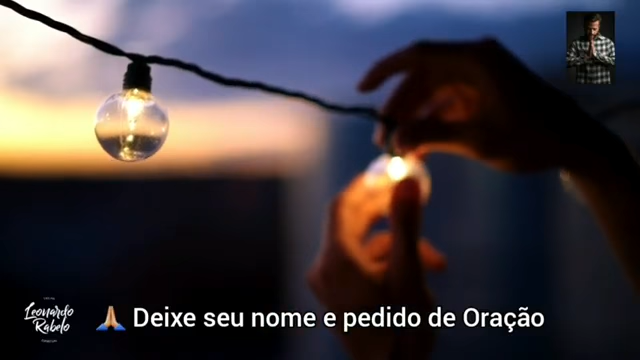 🙏🏽 Deixe seu nome e pedido de Oração
Leonardo
Rabelo